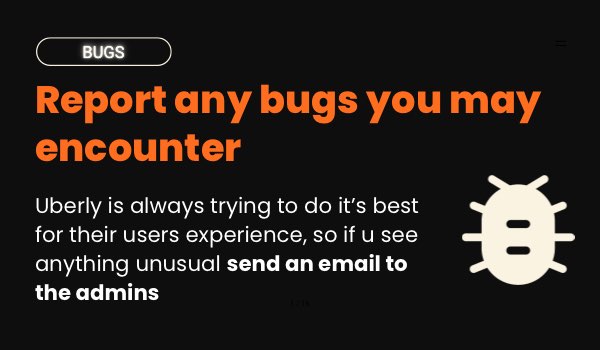 BUGS
Report any bugs you may
encounter
Uberly is always trying to do it's best
for their users experience, so if u see
anything unusual send an email to
the admins